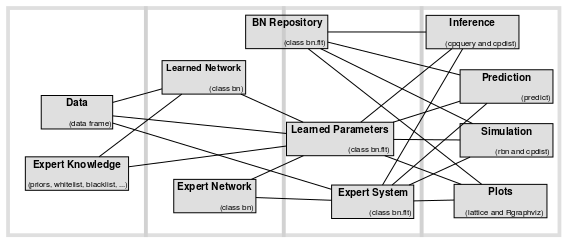 BN Repository
(class bn.fit)
Inference
(cpquery and cpdist)
Learned Network
(class bn)
Prediction
(predict)
Data
(data frame)
Learned Parameters
(class bn.fit)
Simulation
(rbn and cpdist)
Expert Knowledge
(priors, whitelist, blacklist, ...)
Expert Network
(class bn)
Expert System
(class bn.fit)
Plots
(lattice and Rgraphviz)